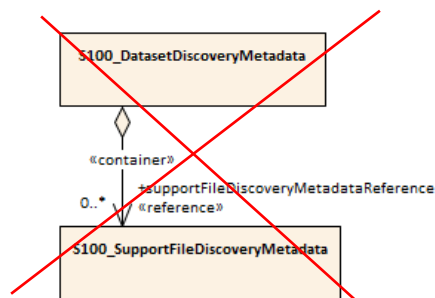 S100_DatasetDiscoveryMetadata
«container»
+supportFileDiscoveryMetadataReference
0..* «reference»
S100_SupportFileDiscoveryMetadata